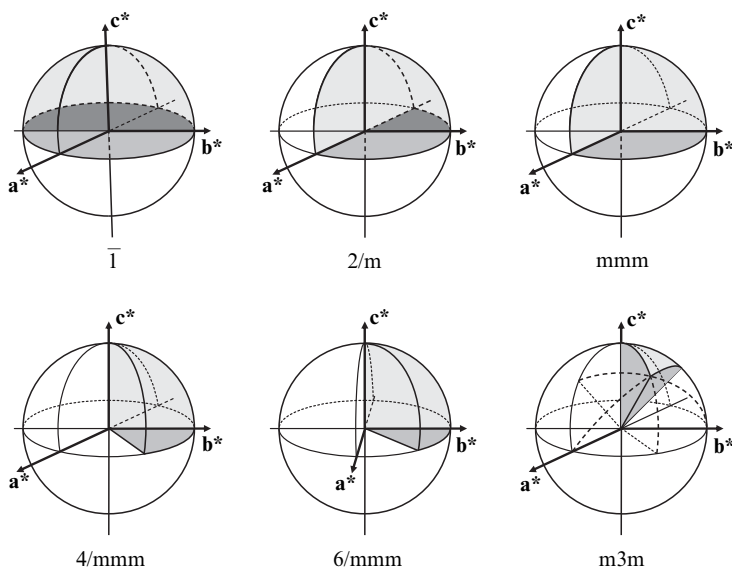 c* c* c*
b* b* b*
a* a* a*
1̅ 2/m mmm
c* c* c*
b* b* b*
a* a* a*
4/mmm 6/mmm m3m